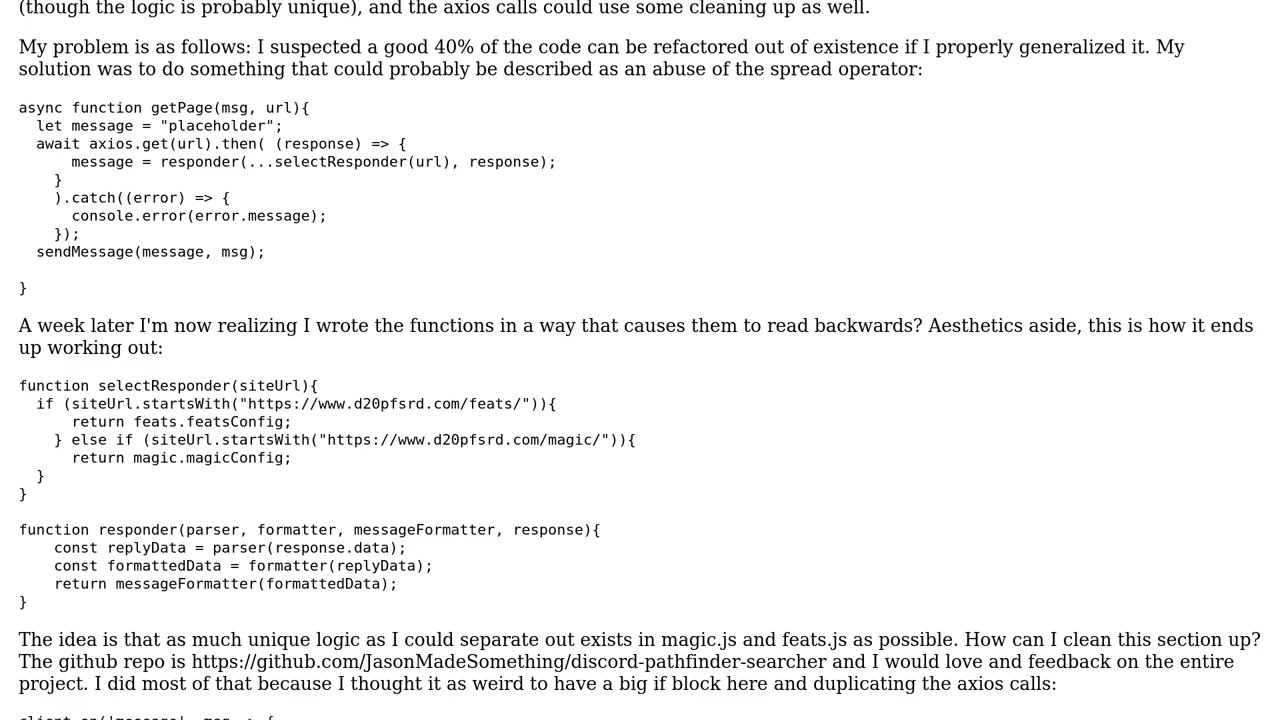 (though the logic is probably unique), and the axios calls could use some cleaning up as well.
My problem is as follows: I suspected a good 40% of the code can be refactored out of existence if I properly generalized it. My
solution was to do something that could probably be described as an abuse of the spread operator:
async function getPage(msg, url){
  let message = "placeholder";
  await axios.get(url).then( (response) => {
      message = responder(...selectResponder(url), response);
    }
    ).catch((error) => {
      console.error(error.message);
    });
  sendMessage(message, msg);
}
A week later I'm now realizing I wrote the functions in a way that causes them to read backwards? Aesthetics aside, this is how it ends
up working out:
function selectResponder(siteUrl){
  if (siteUrl.startsWith("https://www.d20pfsrd.com/feats/")){
      return feats.featsConfig;
    } else if (siteUrl.startsWith("https://www.d20pfsrd.com/magic/")){
      return magic.magicConfig;
  }
}
function responder(parser, formatter, messageFormatter, response){
    const replyData = parser(response.data);
    const formattedData = formatter(replyData);
    return messageFormatter(formattedData);
}
The idea is that as much unique logic as I could separate out exists in magic.js and feats.js as possible. How can I clean this section up?
The github repo is https://github.com/JasonMadeSomething/discord-pathfinder-searcher and I would love and feedback on the entire
project. I did most of that because I thought it as weird to have a big if block here and duplicating the axios calls:
client.on('message', msg => {